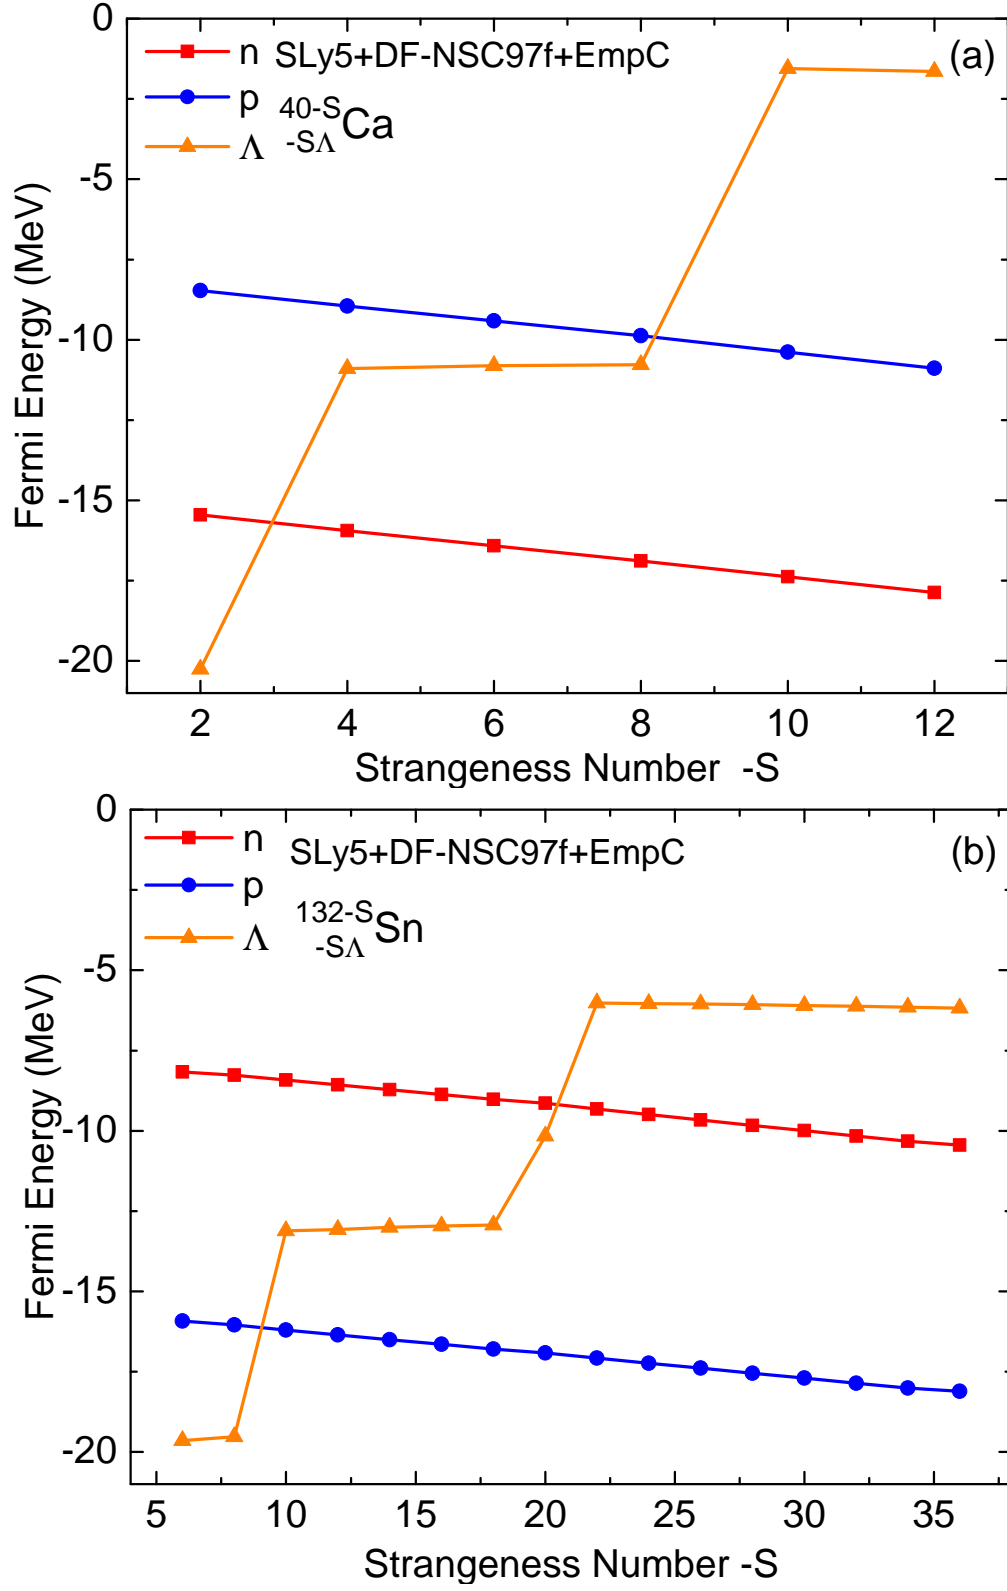 0
-5
-10
-15
-20
Fermi Energy (MeV)
n SLy5+DF-NSC97f+EmpC (a)
p 40-S
-SΛ Ca
Λ
2 4 6 8 10 12
Strangeness Number -S
0
-5
-10
-15
-20
Fermi Energy (MeV)
n SLy5+DF-NSC97f+EmpC (b)
p
132-S
-SΛ Sn
Λ
5 10 15 20 25 30 35
Strangeness Number -S